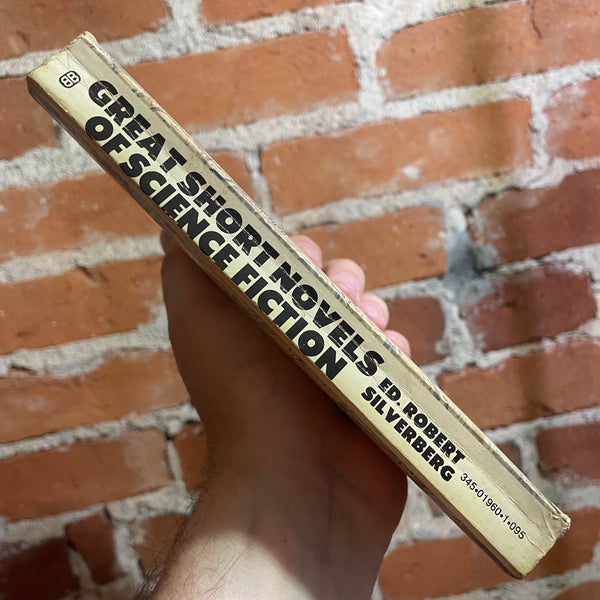 BB
GREAT SHORT NOVELS
OF SCIENCE FICTION
ED. ROBERT
SILVERBERG
345•01960•1•095